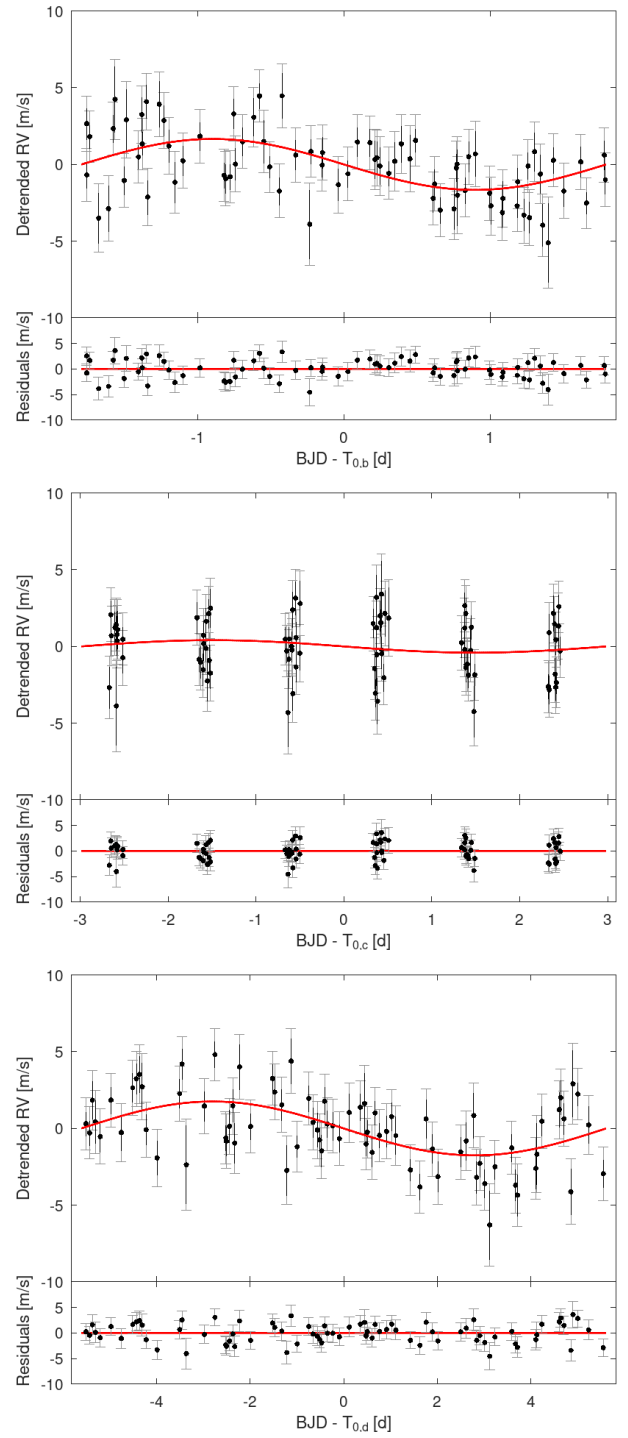 10
5
0
-5
-10
Detrended RV [m/s]
5
0
-5
-10
Residuals [m/s]
-1 0 1
BJD - T0,b [d]
10
5
0
-5
-10
Detrended RV [m/s]
5
0
-5
-10
Residuals [m/s]
-3 -2 -1 0 1 2 3
BJD - T0,c [d]
10
5
0
-5
-10
Detrended RV [m/s]
5
0
-5
-10
Residuals [m/s]
-4 -2 0 2 4
BJD - T0,d [d]